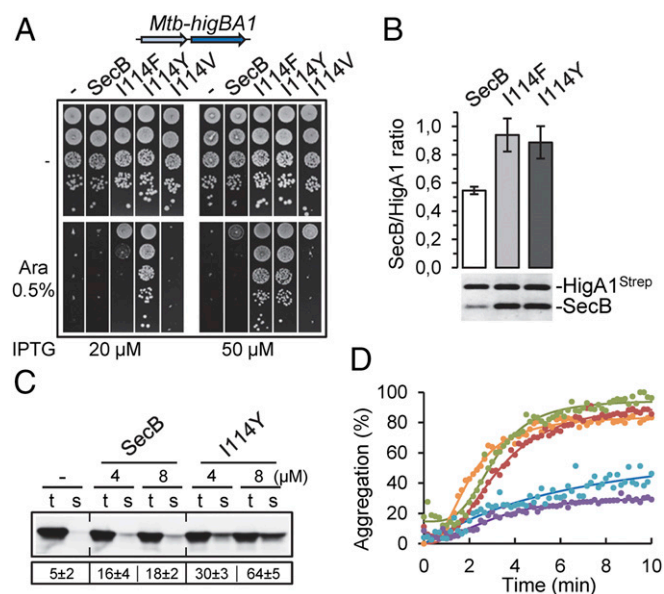 A
Mtb-higBA1
- SecB I114F I114Y I114V - SecB I114F I114Y I114V
-
Ara
0.5%
IPTG 20 µM 50 µM
B
SecB I114F I114Y
SecB/HigA1 ratio
1,2
1,0
0,8
0,6
0,4
0,2
0,0
-HigA1Strep
-SecB
C
SecB I114Y
- 4 8 4 8 (µM)
t s t s t s t s t s
5±2 16±4 18±2 30±3 64±5
D
Aggregation (%)
100
80
60
40
20
0
0 2 4 6 8 10
Time (min)